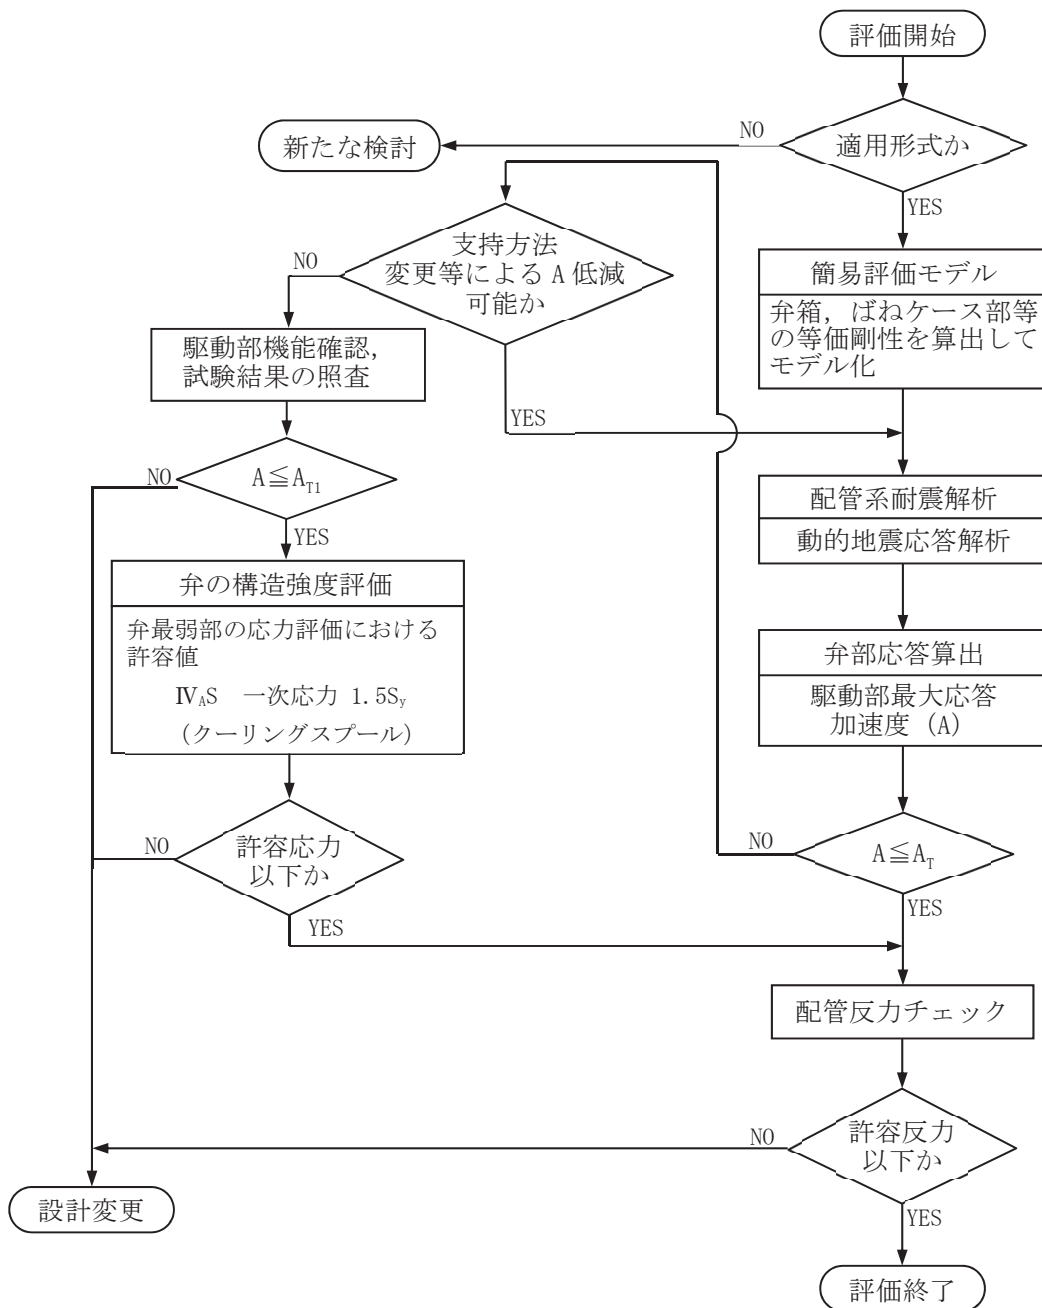 評価開始
NO
適用形式か
新たな検討
YES
支持方法
変更等による A 低減
可能か
NO
簡易評価モデル
弁箱，ばねケース部等
の等価剛性を算出して
モデル化
駆動部機能確認，
試験結果の照査
YES
NO
A≦A_T1
配管系耐震解析
動的地震応答解析
YES
弁の構造強度評価
弁最弱部の応力評価における
許容値
Ⅳ_AS　一次応力 1.5S_y
（クーリングスプール）
弁部応答算出
駆動部最大応答
加速度（A）
NO
許容応力
以下か
NO
A≦A_T
YES
YES
配管反力チェック
NO
許容反力
以下か
設計変更
YES
評価終了